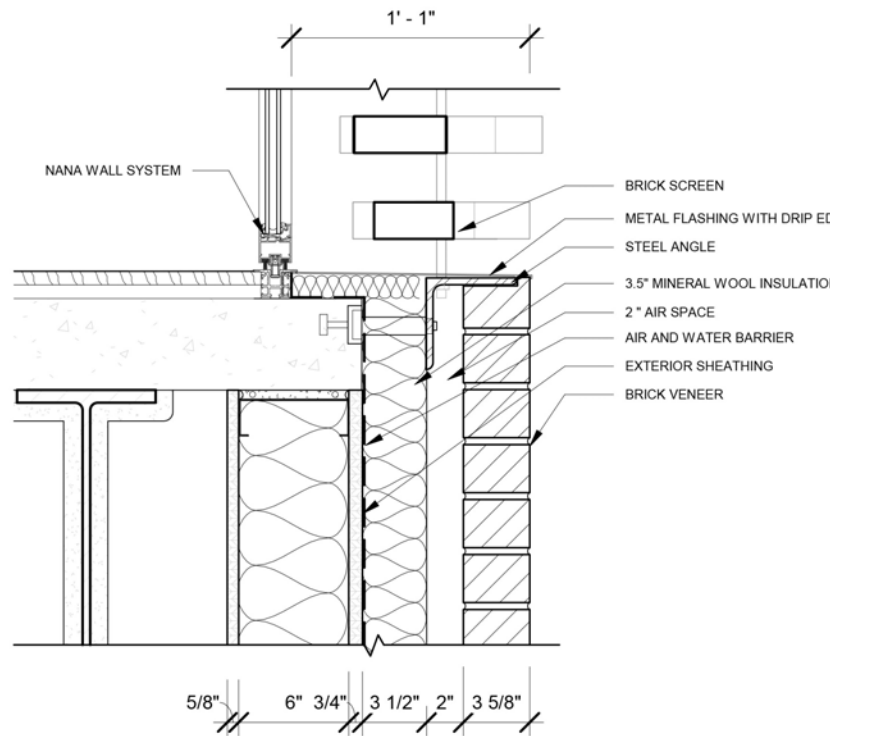 1' - 1"
NANA WALL SYSTEM
BRICK SCREEN
METAL FLASHING WITH DRIP ED
STEEL ANGLE
3.5" MINERAL WOOL INSULATIO
2 " AIR SPACE
AIR AND WATER BARRIER
EXTERIOR SHEATHING
BRICK VENEER
5/8" 6" 3/4" 3 1/2" 2" 3 5/8"